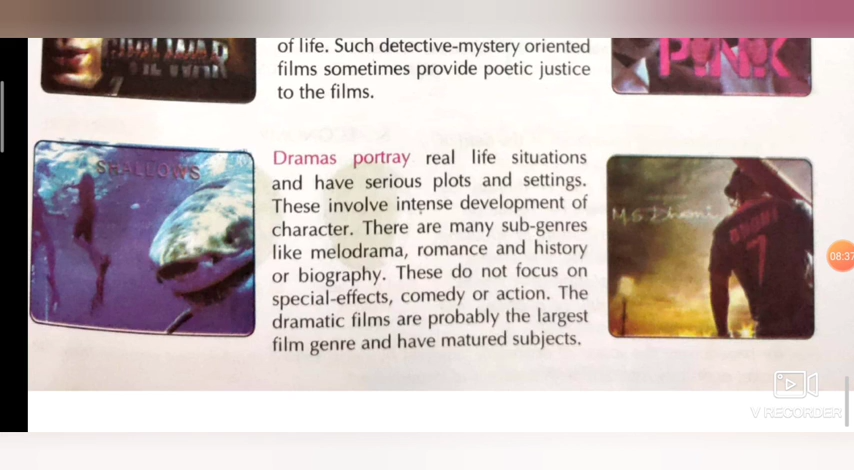 CIVIL WAR
of life. Such detective-mystery oriented
films sometimes provide poetic justice
to the films.
P!NK
SHALLOWS
Dramas portray real life situations
and have serious plots and settings.
These involve intense development of
character. There are many sub-genres
like melodrama, romance and history
or biography. These do not focus on
special-effects, comedy or action. The
dramatic films are probably the largest
film genre and have matured subjects.
M.S.Dhoni
7
08:37
V RECORDER